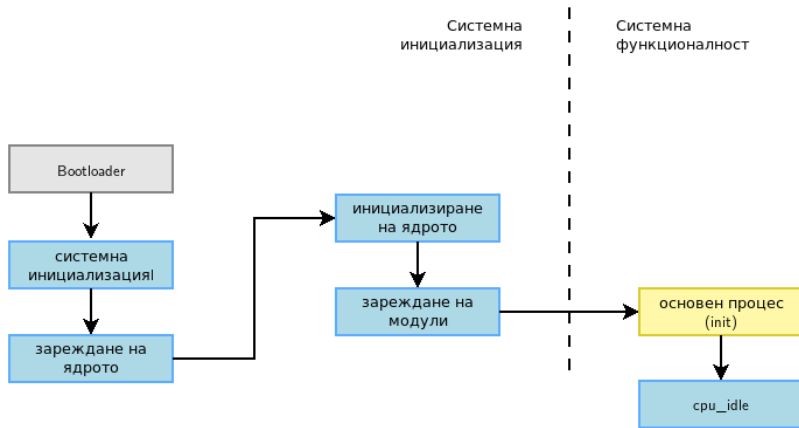 Системна
инициализация
Системна
функционалност
Bootloader
системна
инициализация|
зареждане на
ядрото
инициализиране
на ядрото
зареждане на
модули
основен процес
(init)
cpu_idle